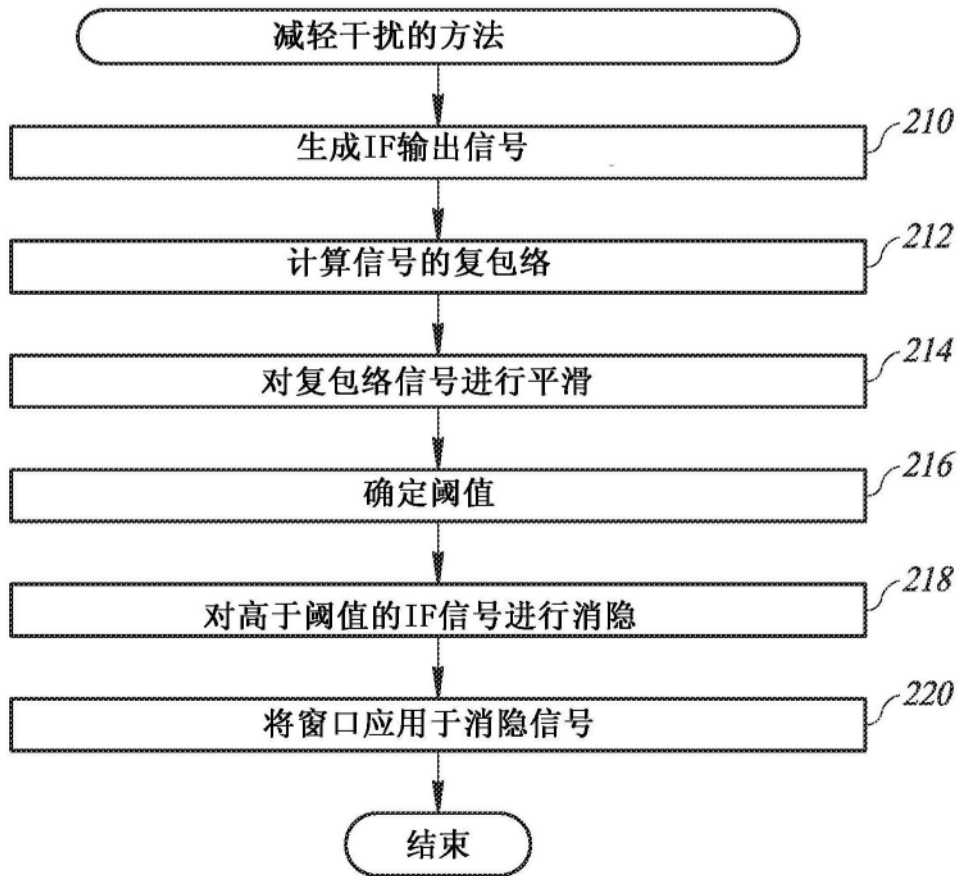 减轻干扰的方法
210
生成IF输出信号
212
计算信号的复包络
214
对复包络信号进行平滑
216
确定阈值
218
对高于阈值的IF信号进行消隐
220
将窗口应用于消隐信号
结束